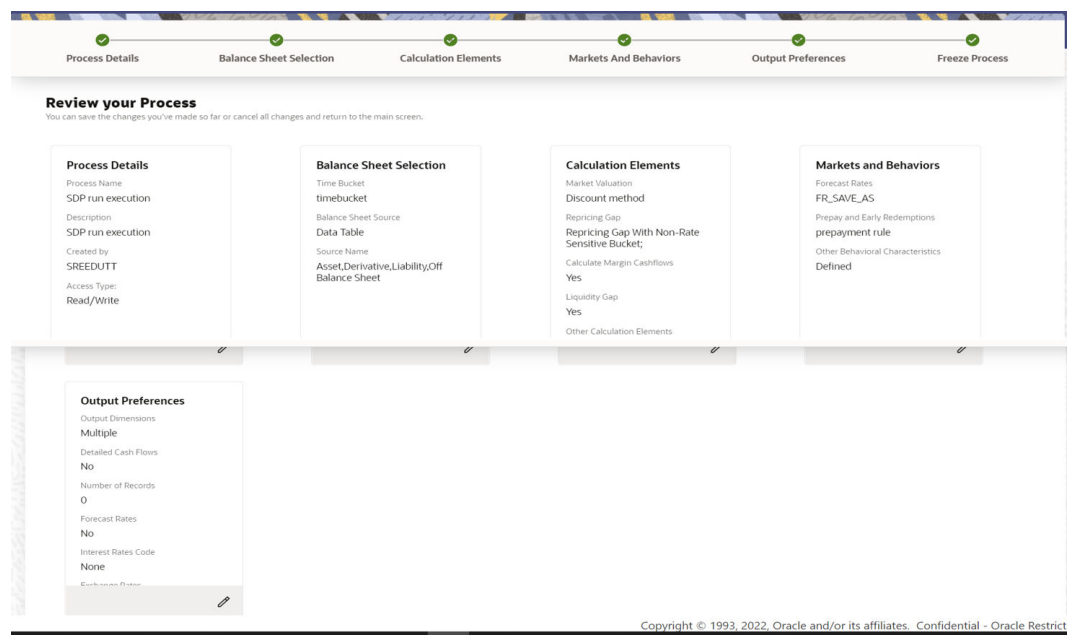 Process Details
Balance Sheet Selection
Calculation Elements
Markets And Behaviors
Output Preferences
Freeze Process
Review your Process
You can save the changes you've made so far or cancel all changes and return to the main screen.
Process Details
Process Name
SDP run execution
Description
SDP run execution
Created by
SREEDUTT
Access Type:
Read/Write
Balance Sheet Selection
Time Bucket
timebucket
Balance Sheet Source
Data Table
Source Name
Asset,Derivative,Liability,Off
Balance Sheet
Calculation Elements
Market Valuation
Discount method
Repricing Gap
Repricing Gap With Non-Rate
Sensitive Bucket;
Calculate Margin Cashflows
Yes
Liquidity Gap
Yes
Other Calculation Elements
Markets and Behaviors
Forecast Rates
FR_SAVE_AS
Prepay and Early Redemptions
prepayment rule
Other Behavioral Characteristics
Defined
Output Preferences
Output Dimensions
Multiple
Detailed Cash Flows
No
Number of Records
0
Forecast Rates
No
Interest Rates Code
None
Exchange Rates
Copyright © 1993, 2022, Oracle and/or its affiliates. Confidential - Oracle Restrict